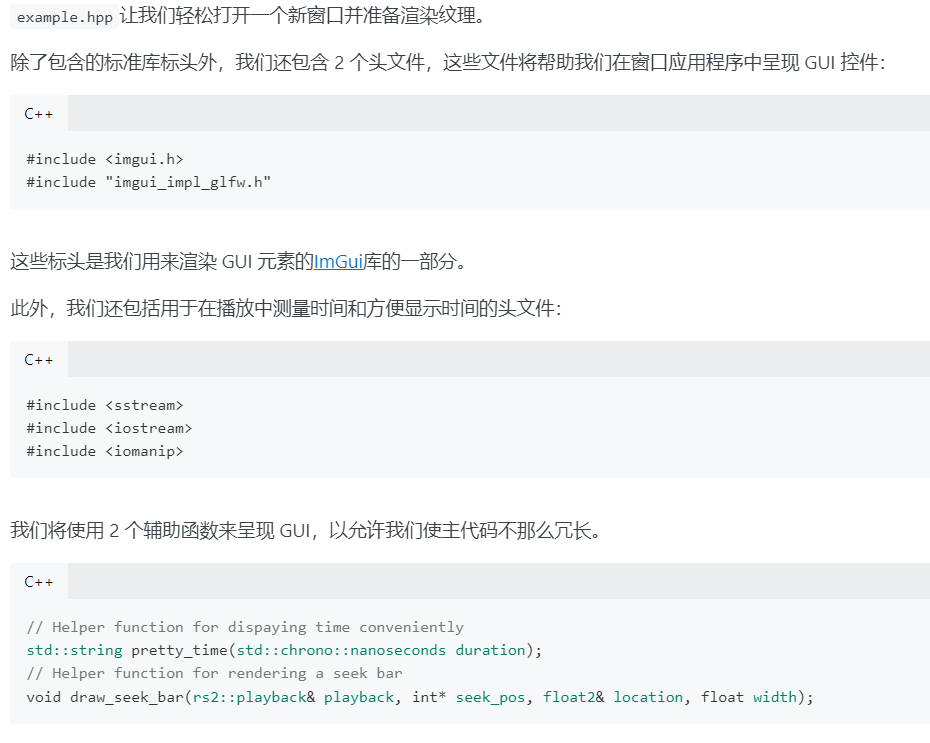 example.hpp 让我们轻松打开一个新窗口并准备渲染纹理。
除了包含的标准库标头外，我们还包含 2 个头文件，这些文件将帮助我们在窗口应用程序中呈现 GUI 控件：
C++
#include <imgui.h>
#include "imgui_impl_glfw.h"
这些标头是我们用来渲染 GUI 元素的ImGui库的一部分。
此外，我们还包括用于在播放中测量时间和方便显示时间的头文件：
C++
#include <sstream>
#include <iostream>
#include <iomanip>
我们将使用 2 个辅助函数来呈现 GUI，以允许我们使主代码不那么冗长。
C++
// Helper function for dispaying time conveniently
std::string pretty_time(std::chrono::nanoseconds duration);
// Helper function for rendering a seek bar
void draw_seek_bar(rs2::playback& playback, int* seek_pos, float2& location, float width);